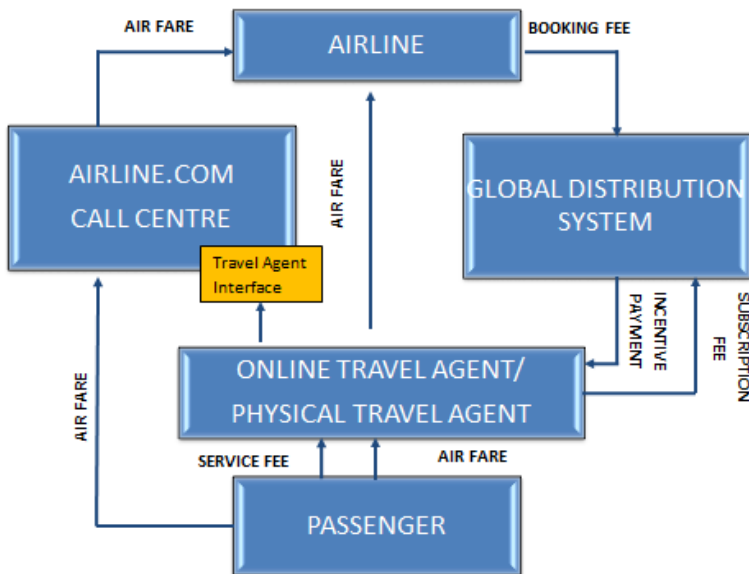 AIR FARE
AIRLINE
BOOKING FEE
AIRLINE.COM
CALL CENTRE
AIR FARE
GLOBAL DISTRIBUTION
SYSTEM
Travel Agent
Interface
INCENTIVE
PAYMENT
SUBSCRIPTION
FEE
ONLINE TRAVEL AGENT/
PHYSICAL TRAVEL AGENT
AIR FARE
SERVICE FEE
AIR FARE
PASSENGER